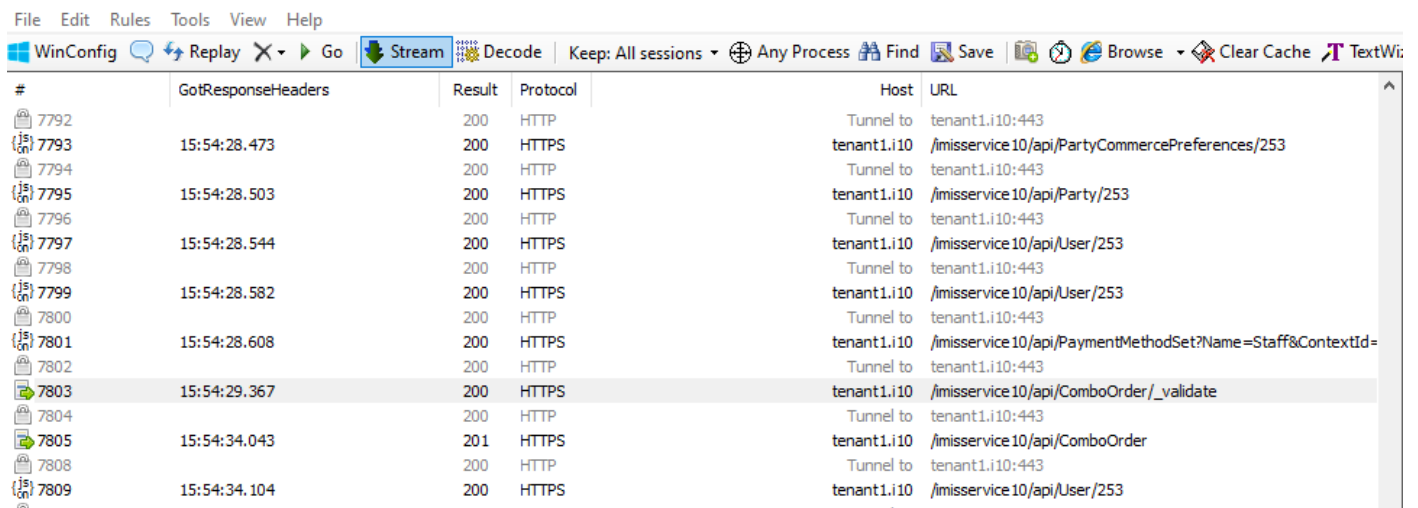 File Edit Rules Tools View Help
WinConfig Replay Go Stream Decode Keep: All sessions Any Process Find Save Browse Clear Cache TextWiz
# GotResponseHeaders Result Protocol Host URL
7792 200 HTTP Tunnel to tenant1.i10:443
7793 15:54:28.473 200 HTTPS tenant1.i10 /imisservice10/api/PartyCommercePreferences/253
7794 200 HTTP Tunnel to tenant1.i10:443
7795 15:54:28.503 200 HTTPS tenant1.i10 /imisservice10/api/Party/253
7796 200 HTTP Tunnel to tenant1.i10:443
7797 15:54:28.544 200 HTTPS tenant1.i10 /imisservice10/api/User/253
7798 200 HTTP Tunnel to tenant1.i10:443
7799 15:54:28.582 200 HTTPS tenant1.i10 /imisservice10/api/User/253
7800 200 HTTP Tunnel to tenant1.i10:443
7801 15:54:28.608 200 HTTPS tenant1.i10 /imisservice10/api/PaymentMethodSet?Name=Staff&ContextId=
7802 200 HTTP Tunnel to tenant1.i10:443
7803 15:54:29.367 200 HTTPS tenant1.i10 /imisservice10/api/ComboOrder/_validate
7804 200 HTTP Tunnel to tenant1.i10:443
7805 15:54:34.043 201 HTTPS tenant1.i10 /imisservice10/api/ComboOrder
7808 200 HTTP Tunnel to tenant1.i10:443
7809 15:54:34.104 200 HTTPS tenant1.i10 /imisservice10/api/User/253